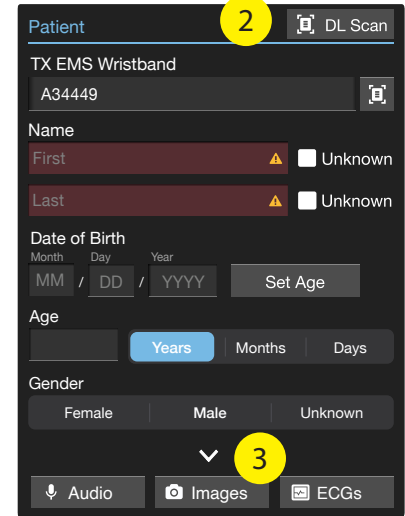 Patient 2 DL Scan
TX EMS Wristband
A34449
Name
First Unknown
Last Unknown
Date of Birth
Month Day Year
MM / DD / YYYY Set Age
Age
Years Months Days
Gender
Female Male Unknown
3
Audio Images ECGs